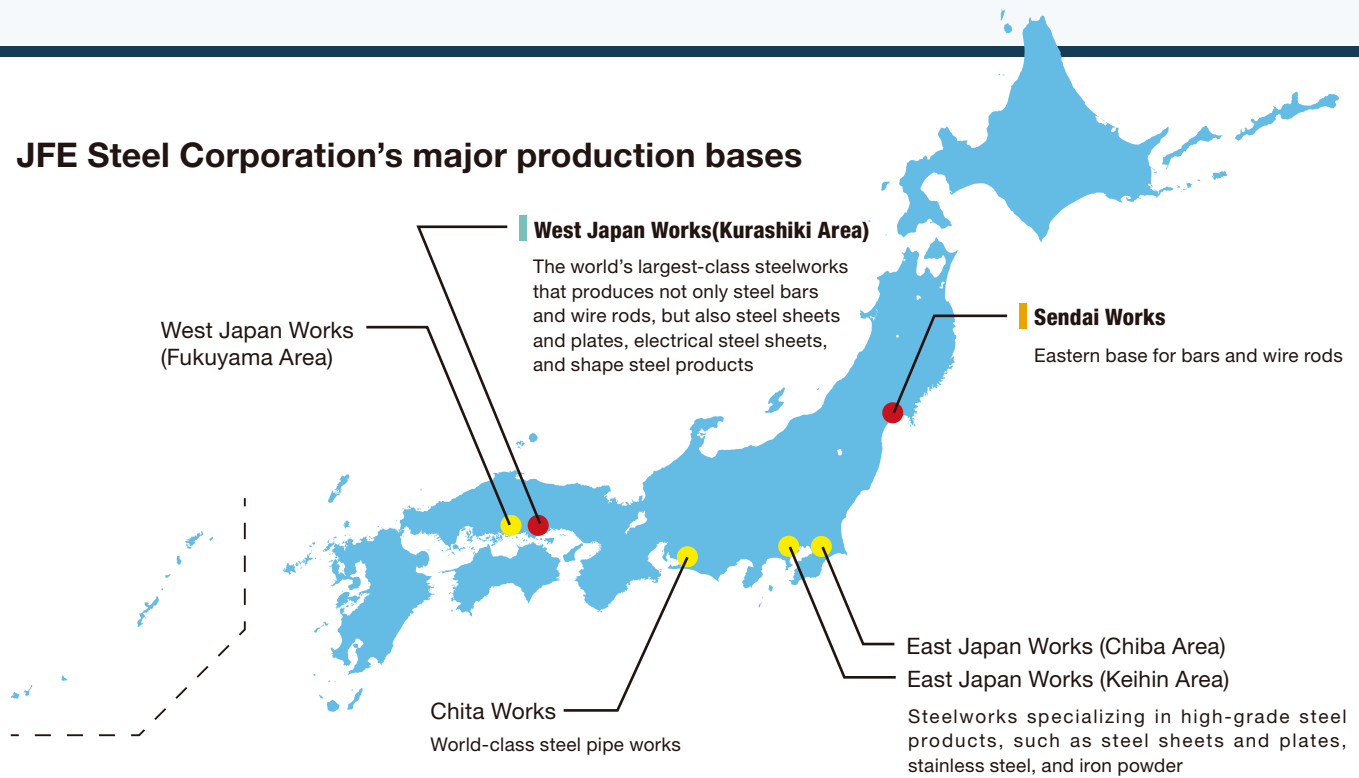 JFE Steel Corporation’s major production bases
West Japan Works(Kurashiki Area)
The world’s largest-class steelworks
that produces not only steel bars
and wire rods, but also steel sheets
and plates, electrical steel sheets,
and shape steel products
West Japan Works
(Fukuyama Area)
Sendai Works
Eastern base for bars and wire rods
East Japan Works (Chiba Area)
East Japan Works (Keihin Area)
Steelworks specializing in high-grade steel
products, such as steel sheets and plates,
stainless steel, and iron powder
Chita Works
World-class steel pipe works